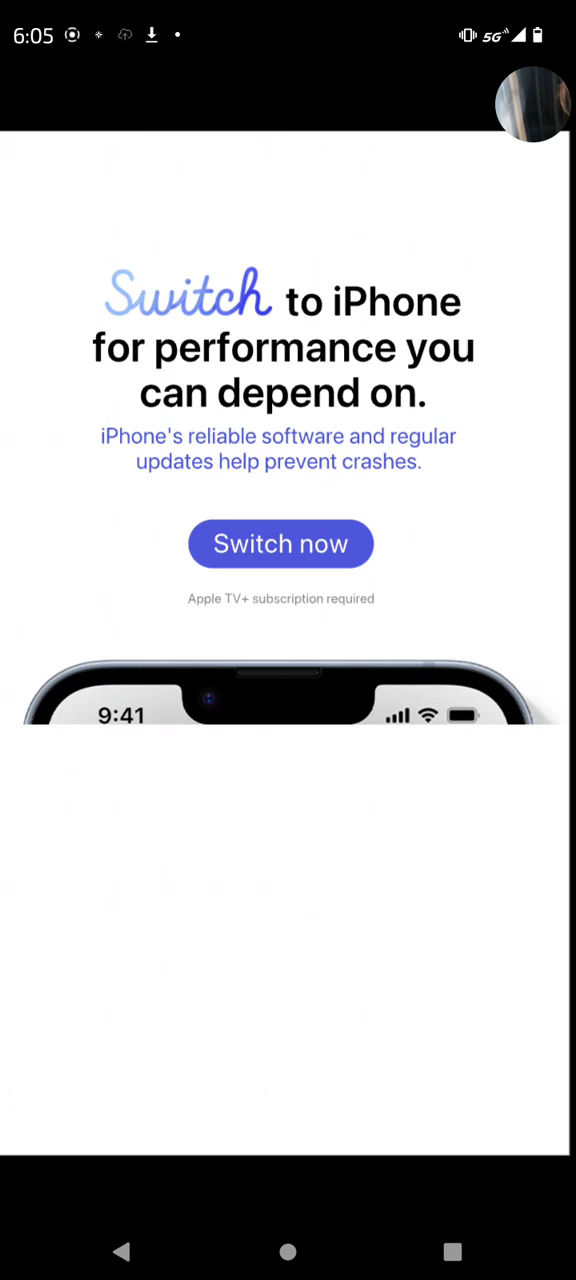 6:05
5G
Switch to iPhone
for performance you
can depend on.
iPhone's reliable software and regular
updates help prevent crashes.
Switch now
Apple TV+ subscription required
9:41